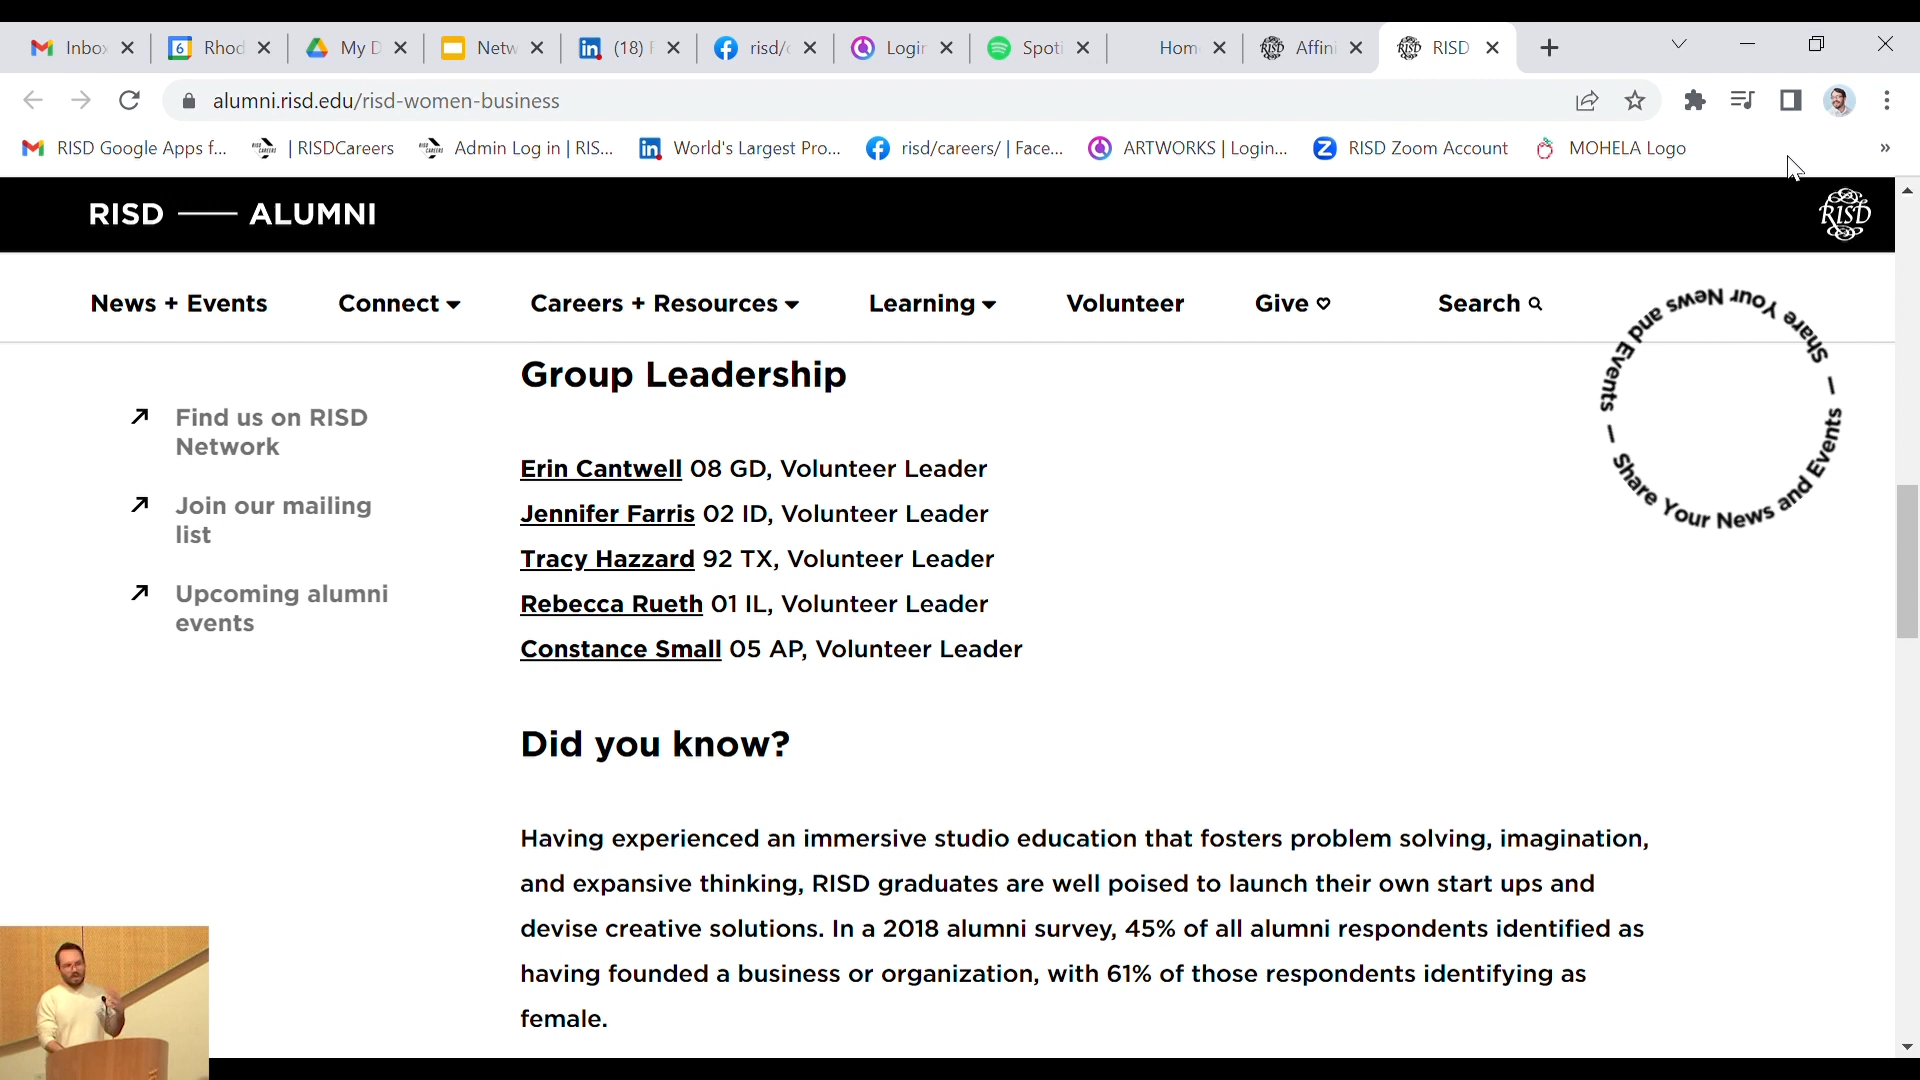 Inbo
6
Rhod
My D
Netw
(18)
risd/c
Login
Spoti
Hom
Affini
RISD
alumni.risd.edu/risd-women-business
RISD Google Apps f...
| RISDCareers
Admin Log in | RIS...
World's Largest Pro...
risd/careers/ | Face...
ARTWORKS | Login...
RISD Zoom Account
MOHELA Logo
»
RISD — ALUMNI
RISD
News + Events
Connect
Careers + Resources
Learning
Volunteer
Give
Search
Share Your News and Events — Share Your News and Events —
Find us on RISD
Network
Join our mailing
list
Upcoming alumni
events
Group Leadership
Erin Cantwell 08 GD, Volunteer Leader
Jennifer Farris 02 ID, Volunteer Leader
Tracy Hazzard 92 TX, Volunteer Leader
Rebecca Rueth 01 IL, Volunteer Leader
Constance Small 05 AP, Volunteer Leader
Did you know?
Having experienced an immersive studio education that fosters problem solving, imagination,
and expansive thinking, RISD graduates are well poised to launch their own start ups and
devise creative solutions. In a 2018 alumni survey, 45% of all alumni respondents identified as
having founded a business or organization, with 61% of those respondents identifying as
female.